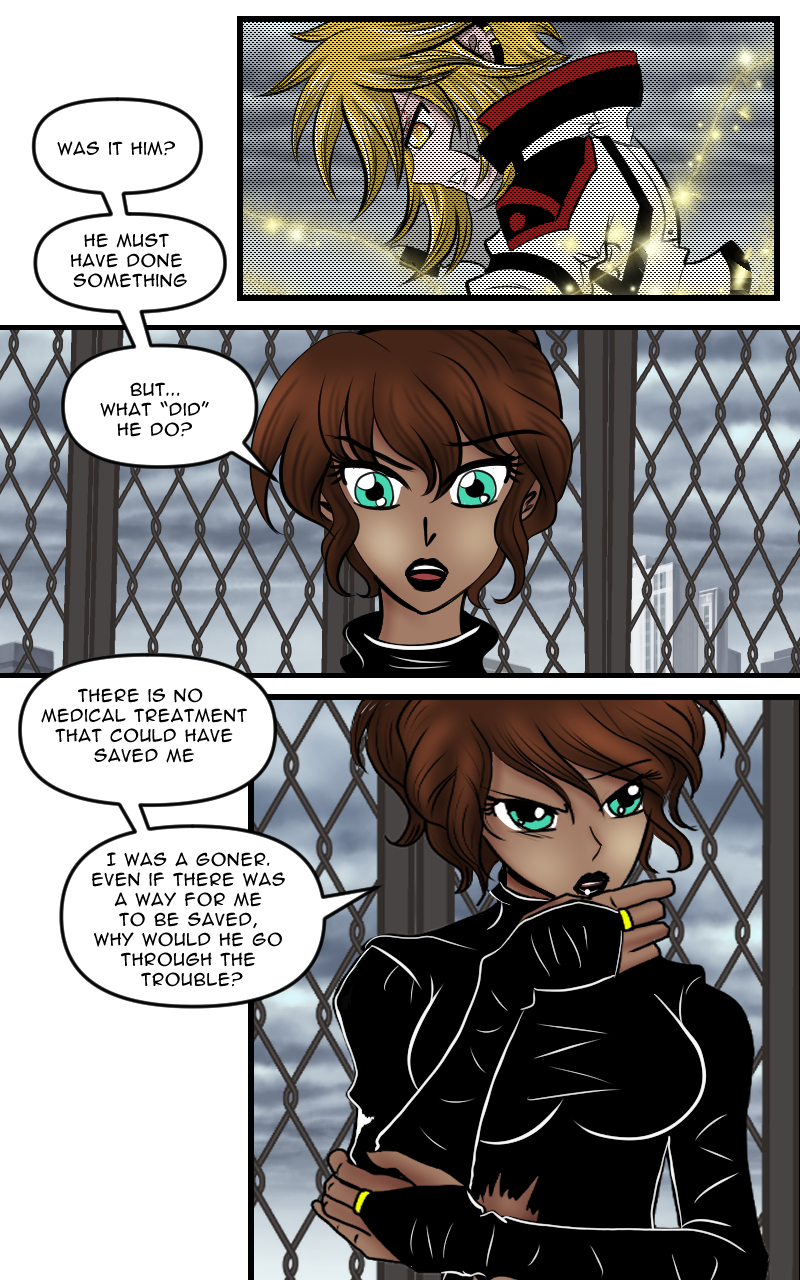 WAS IT HIM?
HE MUST
HAVE DONE
SOMETHING
BUT...
WHAT “DID”
HE DO?
THERE IS NO
MEDICAL TREATMENT
THAT COULD HAVE
SAVED ME
I WAS A GONER.
EVEN IF THERE WAS
A WAY FOR ME
TO BE SAVED,
WHY WOULD HE GO
THROUGH THE
TROUBLE?